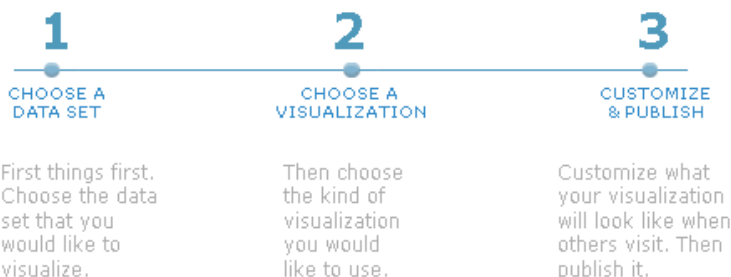 1
CHOOSE A
DATA SET
First things first.
Choose the data
set that you
would like to
visualize.
2
CHOOSE A
VISUALIZATION
Then choose
the kind of
visualization
you would
like to use.
3
CUSTOMIZE
& PUBLISH
Customize what
your visualization
will look like when
others visit. Then
publish it.